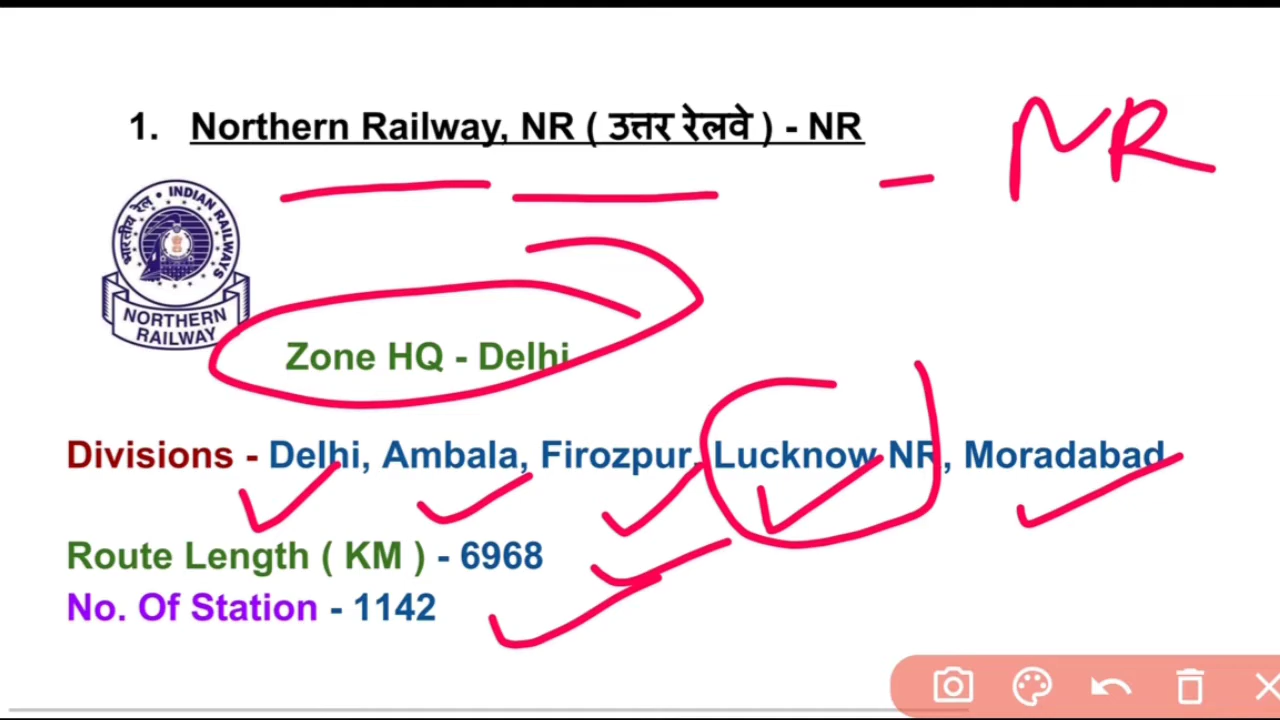 1. Northern Railway, NR ( उत्तर रेलवे ) - NR
- NR
भारतीय रेल • INDIAN RAILWAYS
NORTHERN
RAILWAY
Zone HQ - Delhi
Divisions - Delhi, Ambala, Firozpur, Lucknow NR, Moradabad
Route Length ( KM ) - 6968
No. Of Station - 1142